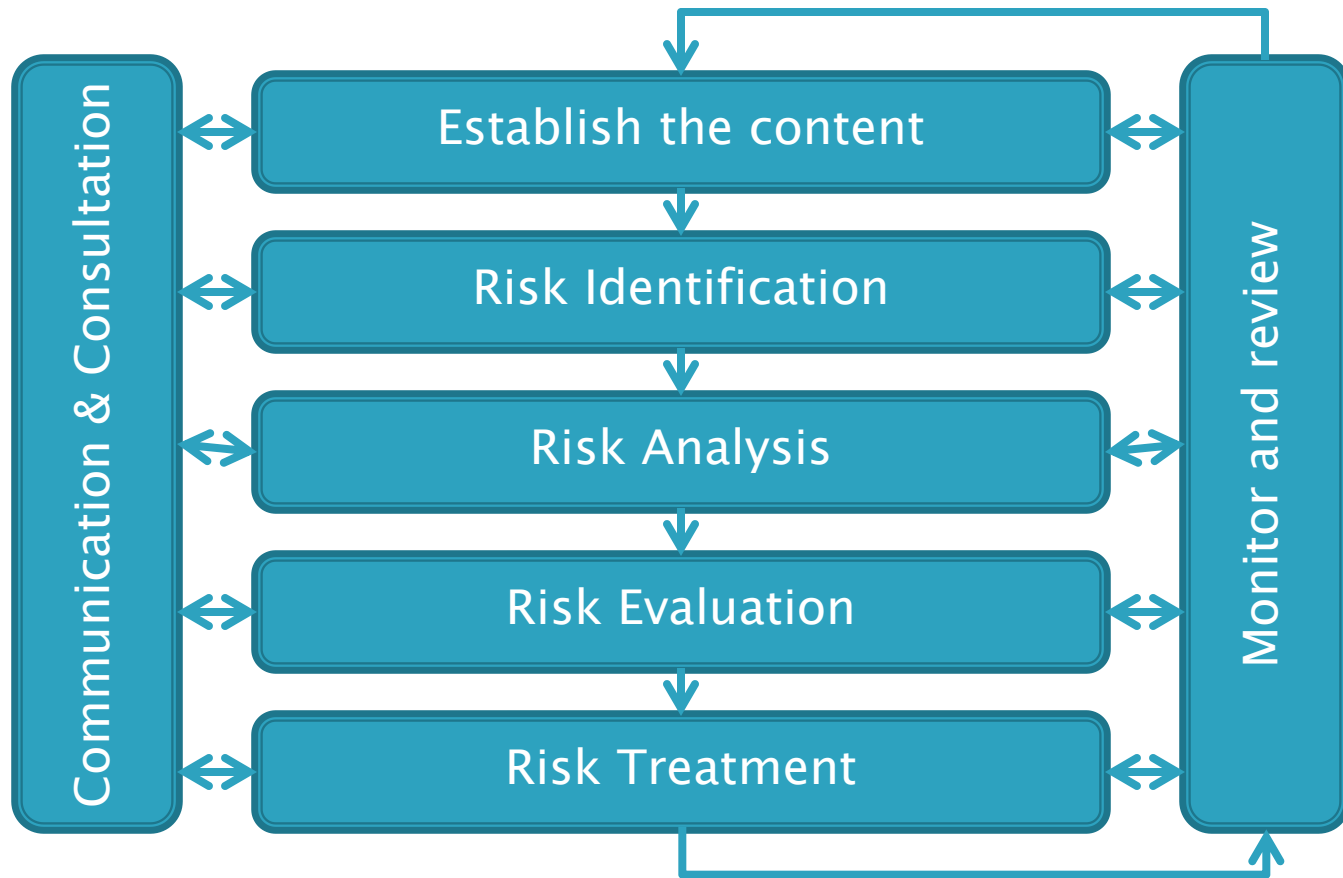 Communication & Consultation
Establish the content
Risk Identification
Risk Analysis
Risk Evaluation
Risk Treatment
Monitor and review